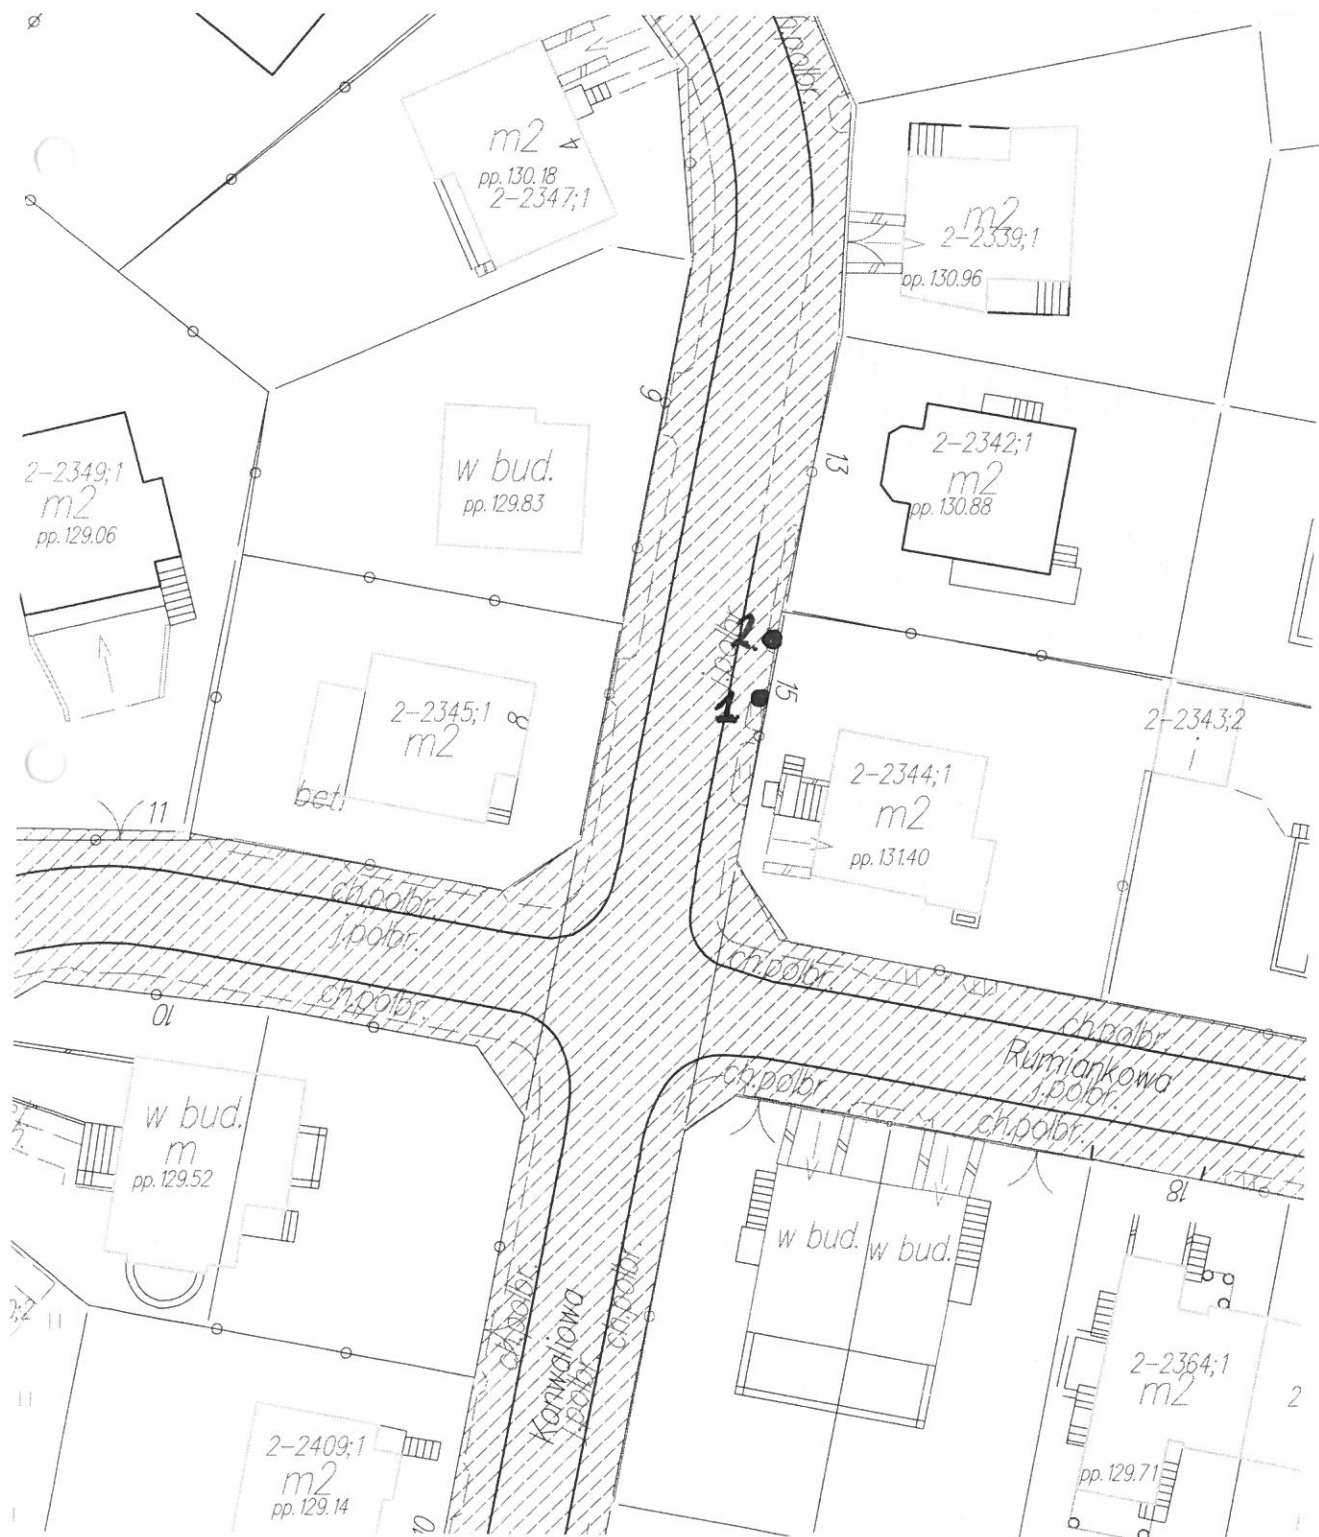 ch.polbr.
m2
4
pp. 130.18
2-2347;1
m2
2-2339;1
pp. 130.96
9
2-2349;1
m2
pp. 129.06
w bud.
pp. 129.83
13
2-2342;1
m2
pp. 130.88
2.
j.polbr.
15
1.
2-2345;1
8
m2
bet.
2-2343;2
i
2-2344;1
m2
pp. 131.40
11
ch.polbr.
j.polbr.
ch.polbr.
ch.polbr.
10
ch.polbr.
Rumiankowa
j.polbr.
ch.polbr.
ch.polbr.
w bud.
m
pp. 129.52
18
w bud.
w bud.
ch.polbr.
ch.polbr.
Konwaliowa
j.polbr.
2-2364;1
m2
2
pp. 129.71
2-2409;1
m2
pp. 129.14
10